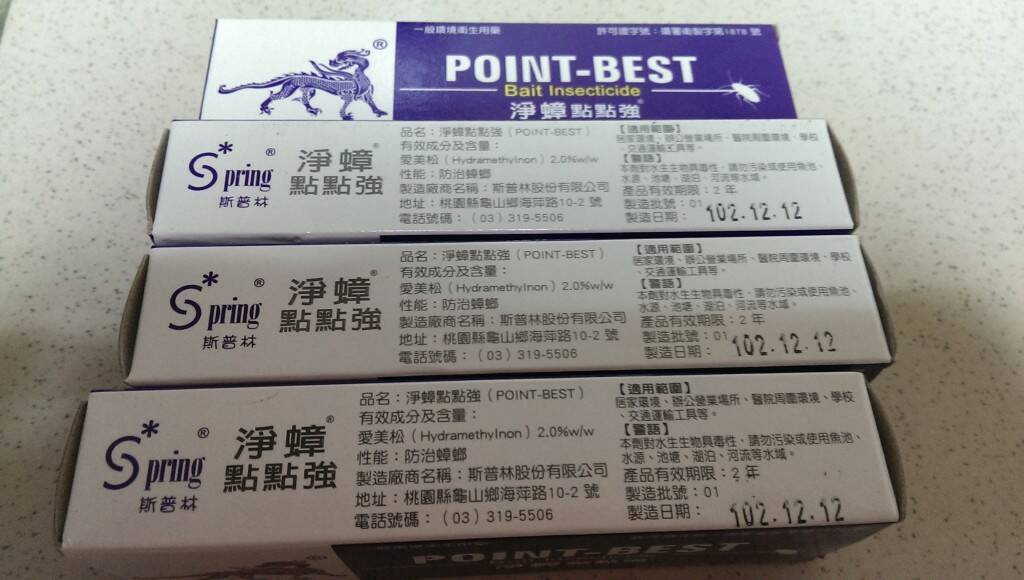 一般環境衛生用藥
許可證字號：環署衛製字第1878 號
®
POINT-BEST
Bait Insecticide
淨蟑點點強®
S*pring®
斯普林
淨蟑®
點點強
品名：淨蟑點點強（POINT-BEST）
有效成分及含量：
愛美松（Hydramethylnon）2.0%w/w
性能：防治蟑螂
製造廠商名稱：斯普林股份有限公司
地址：桃園縣龜山鄉海萍路10-2 號
電話號碼：（03）319-5506
【適用範圍】
居家環境、辦公營業場所、醫院周圍環境、學校
、交通運輸工具等。
【警語】
本劑對水生生物具毒性，請勿污染或使用魚池、
水源、池塘、湖泊、河流等水域。
產品有效期限：2 年
製造批號：01
製造日期： 102.12.12
S*pring®
斯普林
淨蟑®
點點強
品名：淨蟑點點強（POINT-BEST）
有效成分及含量：
愛美松（Hydramethylnon）2.0%w/w
性能：防治蟑螂
製造廠商名稱：斯普林股份有限公司
地址：桃園縣龜山鄉海萍路10-2 號
電話號碼：（03）319-5506
【適用範圍】
居家環境、辦公營業場所、醫院周圍環境、學校
、交通運輸工具等。
【警語】
本劑對水生生物具毒性，請勿污染或使用魚池、
水源、池塘、湖泊、河流等水域。
產品有效期限：2 年
製造批號：01
製造日期： 102.12.12
S*pring®
斯普林
淨蟑®
點點強
品名：淨蟑點點強（POINT-BEST）
有效成分及含量：
愛美松（Hydramethylnon）2.0%w/w
性能：防治蟑螂
製造廠商名稱：斯普林股份有限公司
地址：桃園縣龜山鄉海萍路10-2 號
電話號碼：（03）319-5506
【適用範圍】
居家環境、辦公營業場所、醫院周圍環境、學校
、交通運輸工具等。
【警語】
本劑對水生生物具毒性，請勿污染或使用魚池、
水源、池塘、湖泊、河流等水域。
產品有效期限：2 年
製造批號：01
製造日期： 102.12.12
POINT-BEST